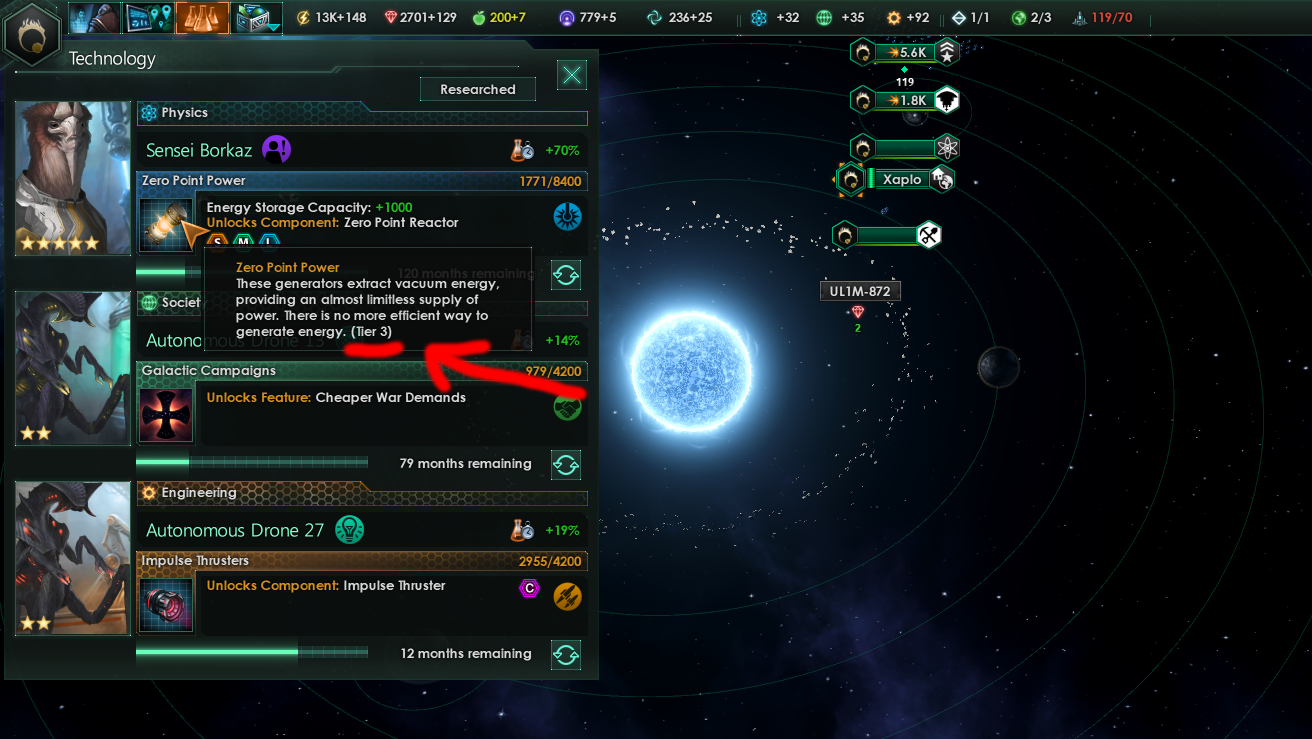 13K+148 2701+129 200+7 779+5 236+25 +32 +35 +92 1/1 2/3 119/70
Technology
Researched
Physics
Sensei Borkaz +70%
Zero Point Power 1771/8400
Energy Storage Capacity: +1000
Unlocks Component: Zero Point Reactor
S M L
120 months remaining
Zero Point Power
These generators extract vacuum energy,
providing an almost limitless supply of
power. There is no more efficient way to
generate energy. (Tier 3)
Societ
Autonomous Drone 13 +14%
Galactic Campaigns 979/4200
Unlocks Feature: Cheaper War Demands
79 months remaining
Engineering
Autonomous Drone 27 +19%
Impulse Thrusters 2955/4200
Unlocks Component: Impulse Thruster C
12 months remaining
5.6K
119
1.8K
Xaplo
UL1M-872
2